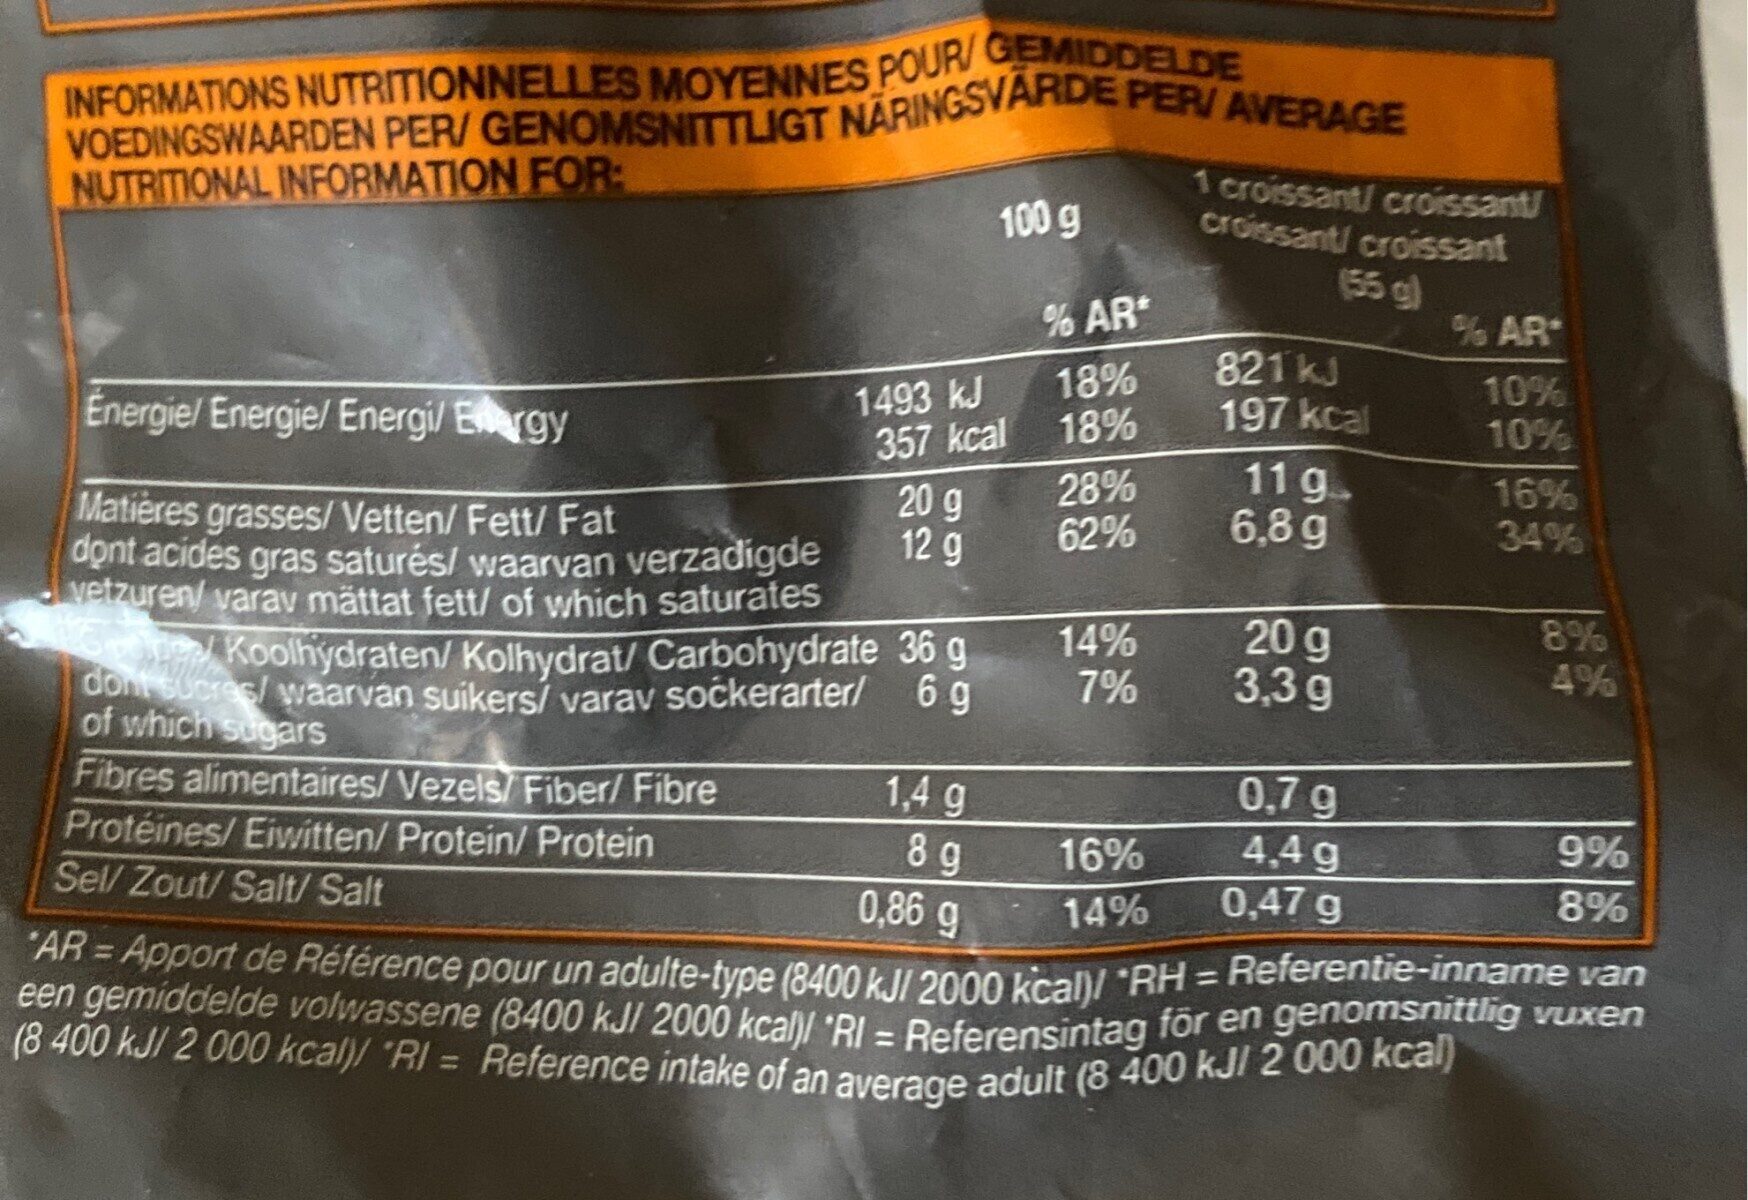 INFORMATIONS NUTRITIONNELLES MOYENNES POUR/ GEMIDDELDE
VOEDINGSWAARDEN PER/ GENOMSNITTLIGT NÄRINGSVÄRDE PER/ AVERAGE
NUTRITIONAL INFORMATION FOR:
100 g 1 croissant/ croissant/
croissant/ croissant
(55 g)
% AR* % AR*
Énergie/ Energie/ Energi/ Energy 1493 kJ 18% 821 kJ 10%
357 kcal 18% 197 kcal 10%
Matières grasses/ Vetten/ Fett/ Fat 20 g 28% 11 g 16%
dont acides gras saturés/ waarvan verzadigde 12 g 62% 6,8 g 34%
vetzuren/ varav mättat fett/ of which saturates
Koolhydraten/ Kolhydrat/ Carbohydrate 36 g 14% 20 g 8%
dont sucres/ waarvan suikers/ varav sockerarter/ 6 g 7% 3,3 g 4%
of which sugars
Fibres alimentaires/ Vezels/ Fiber/ Fibre 1,4 g 0,7 g
Protéines/ Eiwitten/ Protein/ Protein 8 g 16% 4,4 g 9%
Sel/ Zout/ Salt/ Salt 0,86 g 14% 0,47 g 8%
*AR = Apport de Référence pour un adulte-type (8400 kJ/ 2000 kcal)/ *RH = Referentie-inname van
een gemiddelde volwassene (8400 kJ/ 2000 kcal)/ *RI = Referensintag för en genomsnittlig vuxen
(8 400 kJ/ 2 000 kcal)/ *RI = Reference intake of an average adult (8 400 kJ/ 2 000 kcal)